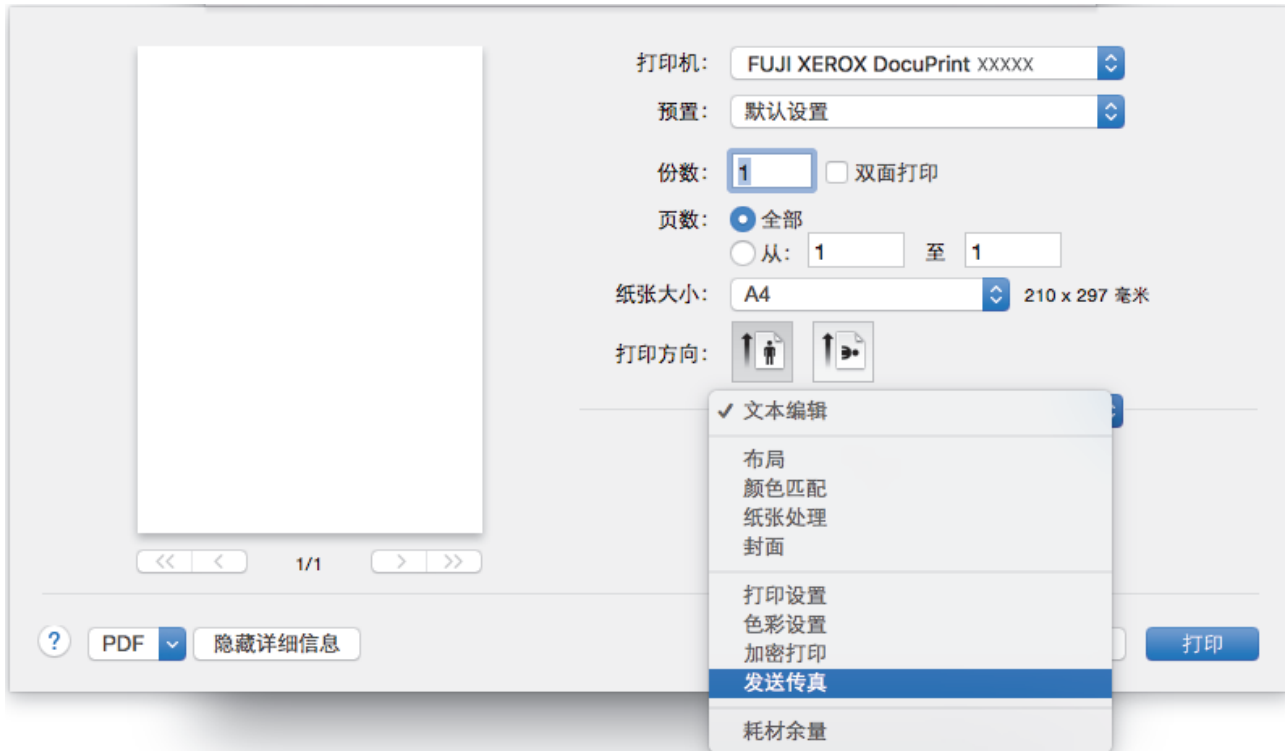 打印机： FUJI XEROX DocuPrint XXXXX
预置： 默认设置
份数： 1 双面打印
页数： 全部
从： 1 至 1
纸张大小： A4 210 x 297 毫米
打印方向：
✓ 文本编辑
布局
颜色匹配
纸张处理
封面
<< < 1/1 > >>
打印设置
色彩设置
加密打印
发送传真
耗材余量
? PDF 隐藏详细信息 打印